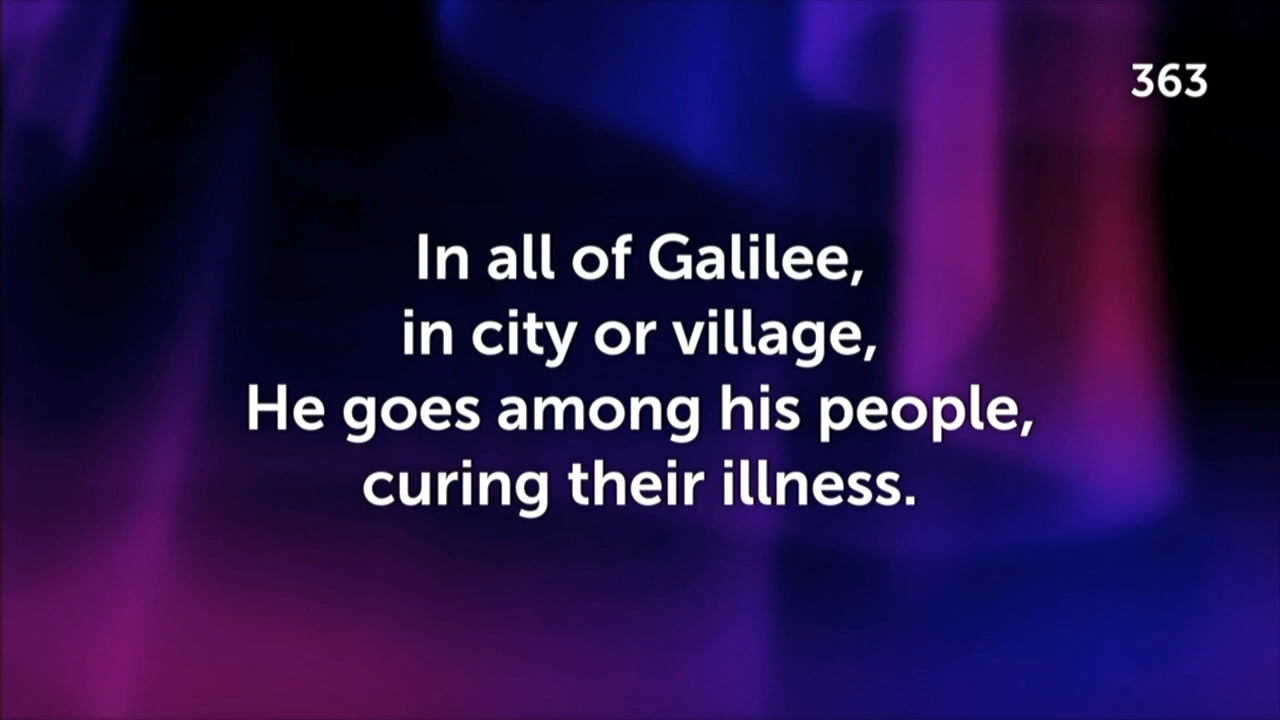 363
In all of Galilee,
in city or village,
He goes among his people,
curing their illness.